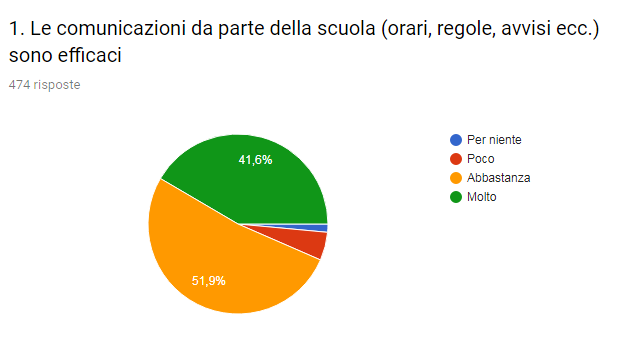 1. Le comunicazioni da parte della scuola (orari, regole, avvisi ecc.)
sono efficaci
474 risposte
41,6%
51,9%
Per niente
Poco
Abbastanza
Molto